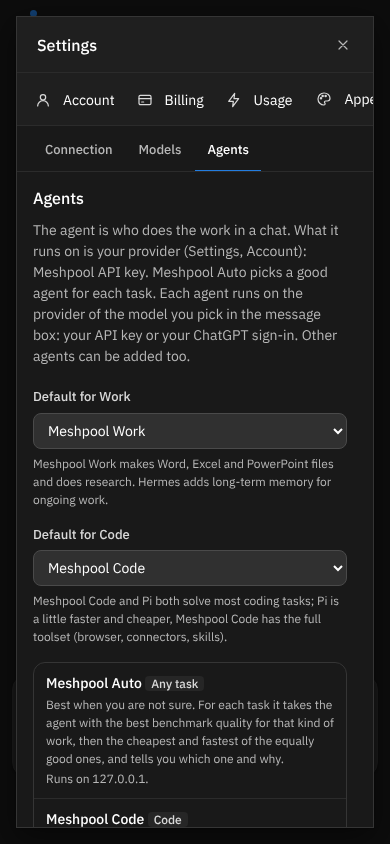 Settings
Account
Billing
Usage
Appe
Connection
Models
Agents
Agents
The agent is who does the work in a chat. What it
runs on is your provider (Settings, Account):
Meshpool API key. Meshpool Auto picks a good
agent for each task. Each agent runs on the
provider of the model you pick in the message
box: your API key or your ChatGPT sign-in. Other
agents can be added too.
Default for Work
Meshpool Work
Meshpool Work makes Word, Excel and PowerPoint files
and does research. Hermes adds long-term memory for
ongoing work.
Default for Code
Meshpool Code
Meshpool Code and Pi both solve most coding tasks; Pi is
a little faster and cheaper, Meshpool Code has the full
toolset (browser, connectors, skills).
Meshpool Auto Any task
Best when you are not sure. For each task it takes the
agent with the best benchmark quality for that kind of
work, then the cheapest and fastest of the equally
good ones, and tells you which one and why.
Runs on 127.0.0.1.
Meshpool Code Code